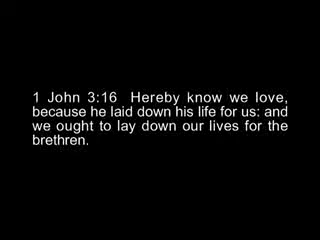 1 John 3:16  Hereby know we love,
because he laid down his life for us: and
we ought to lay down our lives for the
brethren.